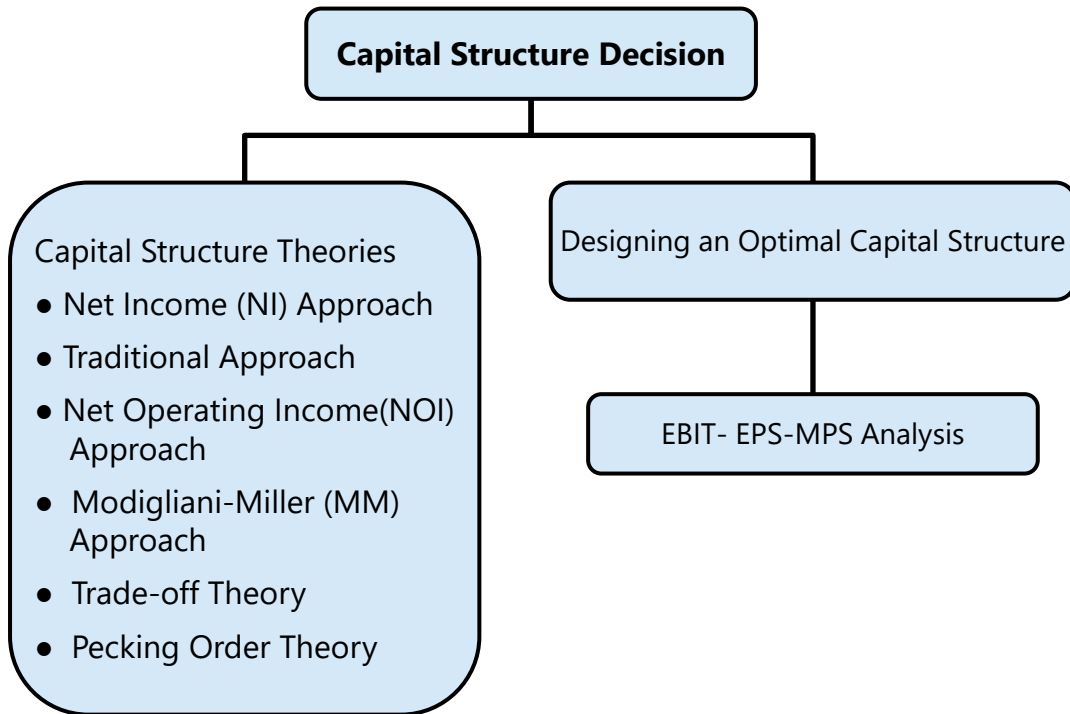 Capital Structure Decision
Capital Structure Theories
● Net Income (NI) Approach
● Traditional Approach
● Net Operating Income(NOI)
Approach
● Modigliani-Miller (MM)
Approach
● Trade-off Theory
● Pecking Order Theory
Designing an Optimal Capital Structure
EBIT- EPS-MPS Analysis